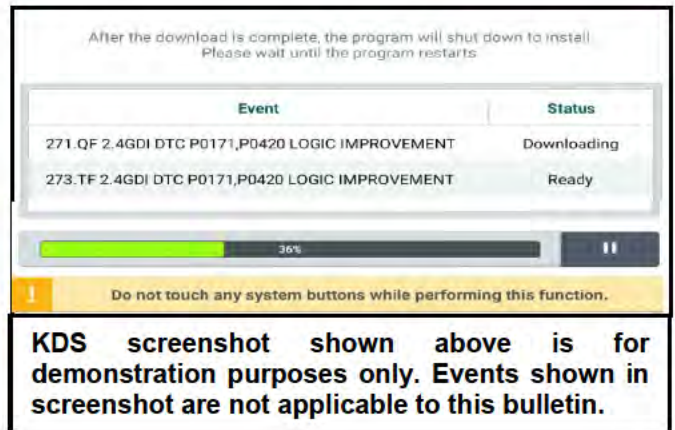 After the download is complete, the program will shut down to install.
Please wait until the program restarts
Event Status
271.QF 2.4GDI DTC P0171,P0420 LOGIC IMPROVEMENT Downloading
273.TF 2.4GDI DTC P0171,P0420 LOGIC IMPROVEMENT Ready
36%
! Do not touch any system buttons while performing this function.
KDS screenshot shown above is for
demonstration purposes only. Events shown in
screenshot are not applicable to this bulletin.